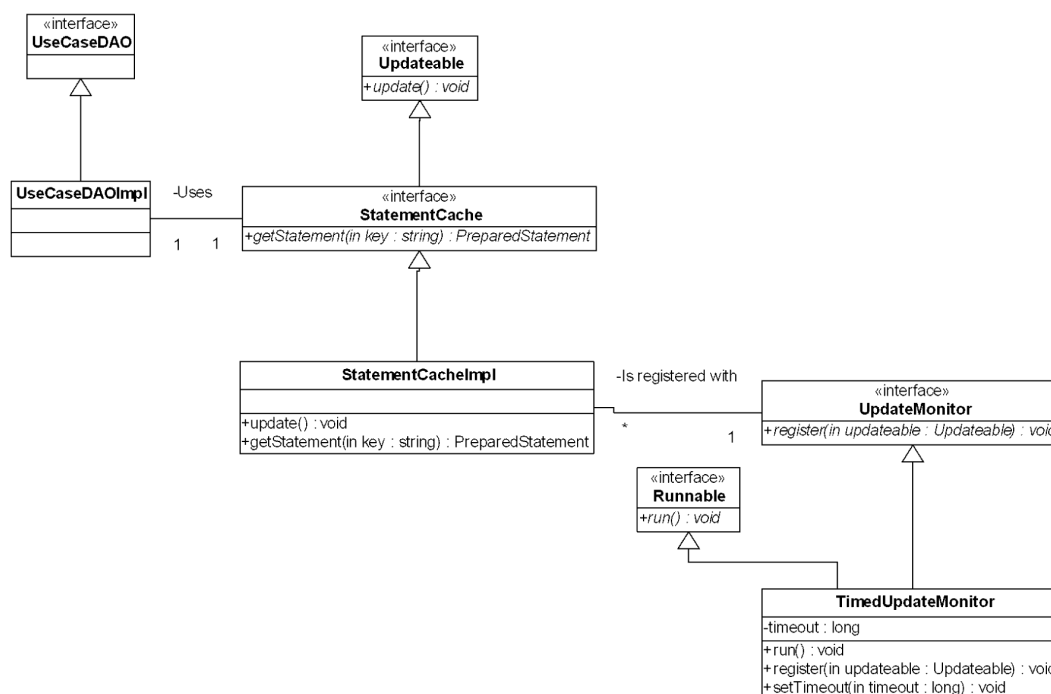 «interface»
UseCaseDAO
«interface»
Updateable
+update() : void
UseCaseDAOImpl
-Uses
1
1
«interface»
StatementCache
+getStatement(in key : string) : PreparedStatement
StatementCacheImpl
+update() : void
+getStatement(in key : string) : PreparedStatement
-Is registered with
*
1
«interface»
UpdateMonitor
+register(in updateable : Updateable) : void
«interface»
Runnable
+run() : void
TimedUpdateMonitor
-timeout : long
+run() : void
+register(in updateable : Updateable) : void
+setTimeout(in timeout : long) : void